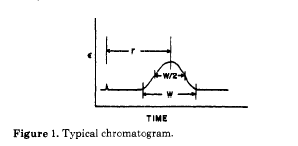 r
ϵ
W/2
W
TIME
Figure 1. Typical chromatogram.